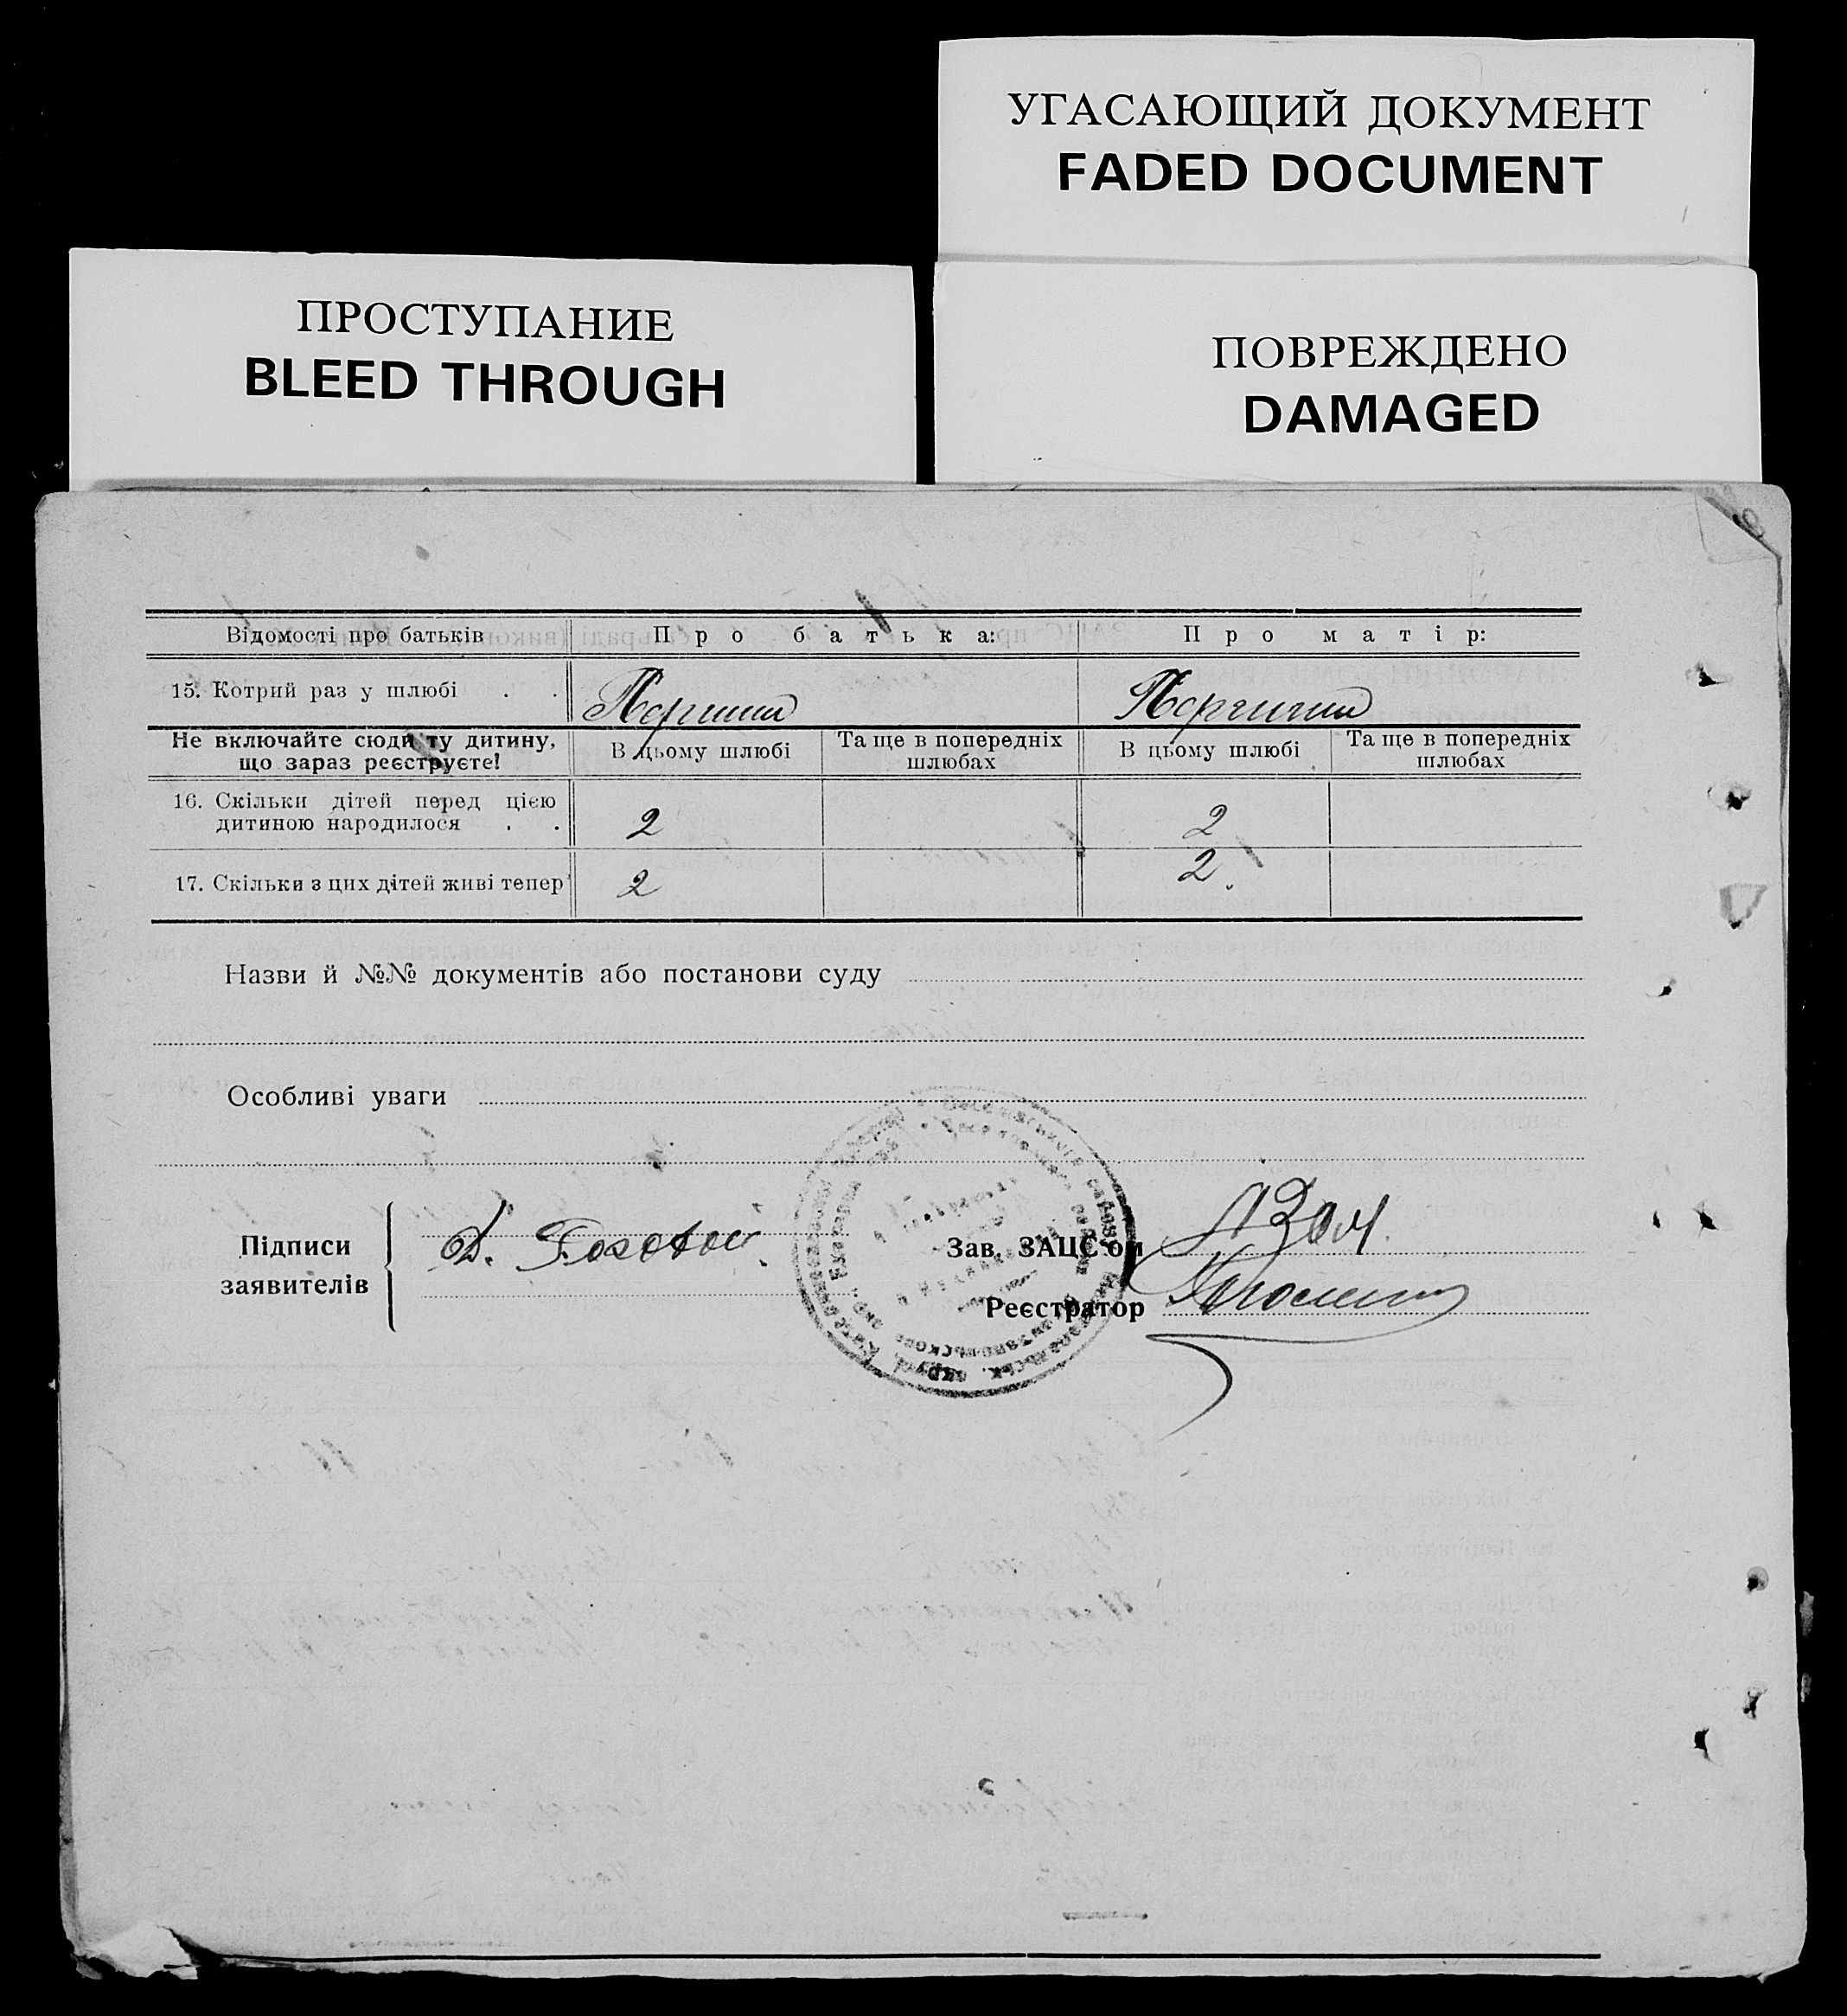 УГАСАЮЩИЙ ДОКУМЕНТ
FADED DOCUMENT
ПРОСТУПАНИЕ
BLEED THROUGH
ПОВРЕЖДЕНО
DAMAGED
Відомості про батьків Про батька: Про матір:
15. Котрий раз у шлюбі . . Перший Перший
Не включайте сюди ту дитину, що зараз реєструєте! В цьому шлюбі Та ще в попередніх шлюбах В цьому шлюбі Та ще в попередніх шлюбах
16. Скільки дітей перед цією
дитиною народилося . . 2 2
17. Скільки з цих дітей живі тепер 2 2.
Назви й №№ документів або постанови суду
Особливі уваги
Підписи
заявителів
Зав. ЗАЦС'ом
Реєстратор